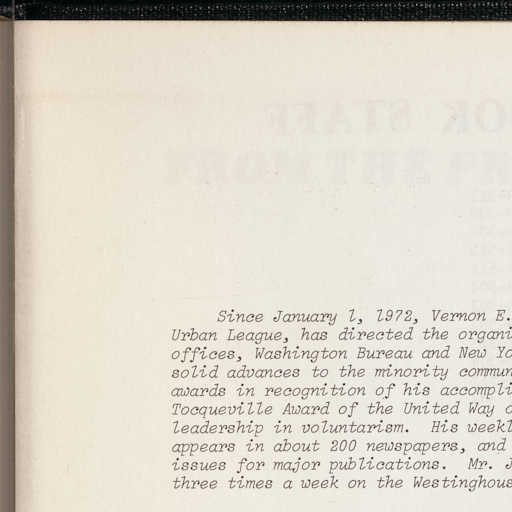 Since January 1, 1972, Vernon E.
Urban League, has directed the organi
offices, Washington Bureau and New Yo
solid advances to the minority commun
awards in recognition of his accompli
Tocqueville Award of the United Way o
leadership in voluntarism.  His weekl
appears in about 200 newspapers, and
issues for major publications.  Mr. J
three times a week on the Westinghous